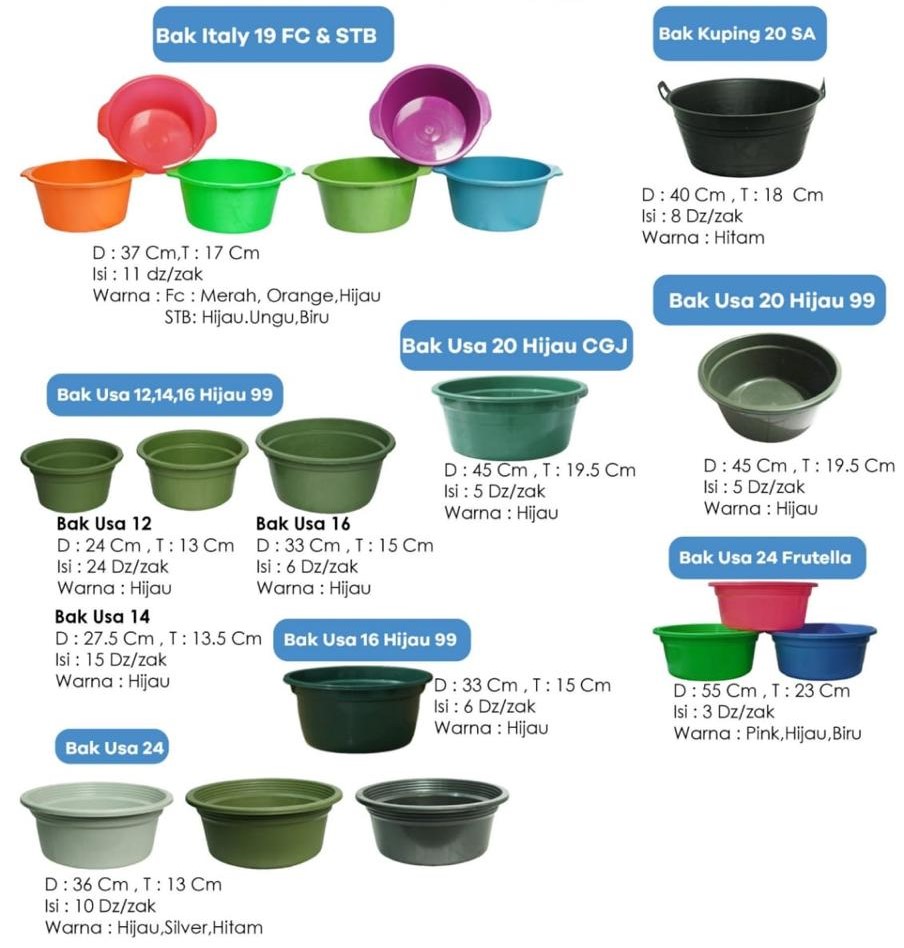 Bak Italy 19 FC & STB
D : 37 Cm,T : 17 Cm
Isi : 11 dz/zak
Warna : Fc : Merah, Orange,Hijau
STB: Hijau.Ungu,Biru
Bak Kuping 20 SA
D : 40 Cm , T : 18 Cm
Isi : 8 Dz/zak
Warna : Hitam
Bak Usa 20 Hijau CGJ
D : 45 Cm , T : 19.5 Cm
Isi : 5 Dz/zak
Warna : Hijau
Bak Usa 20 Hijau 99
D : 45 Cm , T : 19.5 Cm
Isi : 5 Dz/zak
Warna : Hijau
Bak Usa 12,14,16 Hijau 99
Bak Usa 12
D : 24 Cm , T : 13 Cm
Isi : 24 Dz/zak
Warna : Hijau
Bak Usa 16
D : 33 Cm , T : 15 Cm
Isi : 6 Dz/zak
Warna : Hijau
Bak Usa 14
D : 27.5 Cm , T : 13.5 Cm
Isi : 15 Dz/zak
Warna : Hijau
Bak Usa 16 Hijau 99
D : 33 Cm , T : 15 Cm
Isi : 6 Dz/zak
Warna : Hijau
Bak Usa 24 Frutella
D : 55 Cm , T : 23 Cm
Isi : 3 Dz/zak
Warna : Pink,Hijau,Biru
Bak Usa 24
D : 36 Cm , T : 13 Cm
Isi : 10 Dz/zak
Warna : Hijau,Silver,Hitam